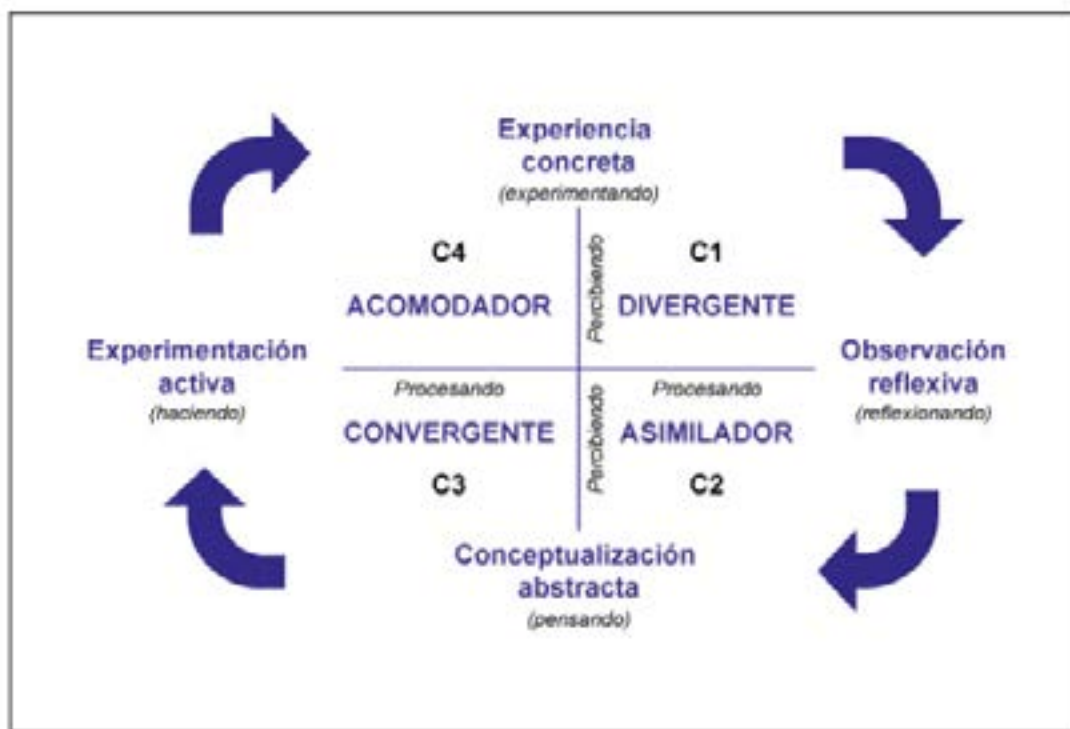 Experiencia
concreta
(experimentando)
C4
C1
Percibiendo
ACOMODADOR
DIVERGENTE
Experimentación
activa
(haciendo)
Observación
reflexiva
(reflexionando)
Procesando
Procesando
CONVERGENTE
Percibiendo
ASIMILADOR
C3
C2
Conceptualización
abstracta
(pensando)